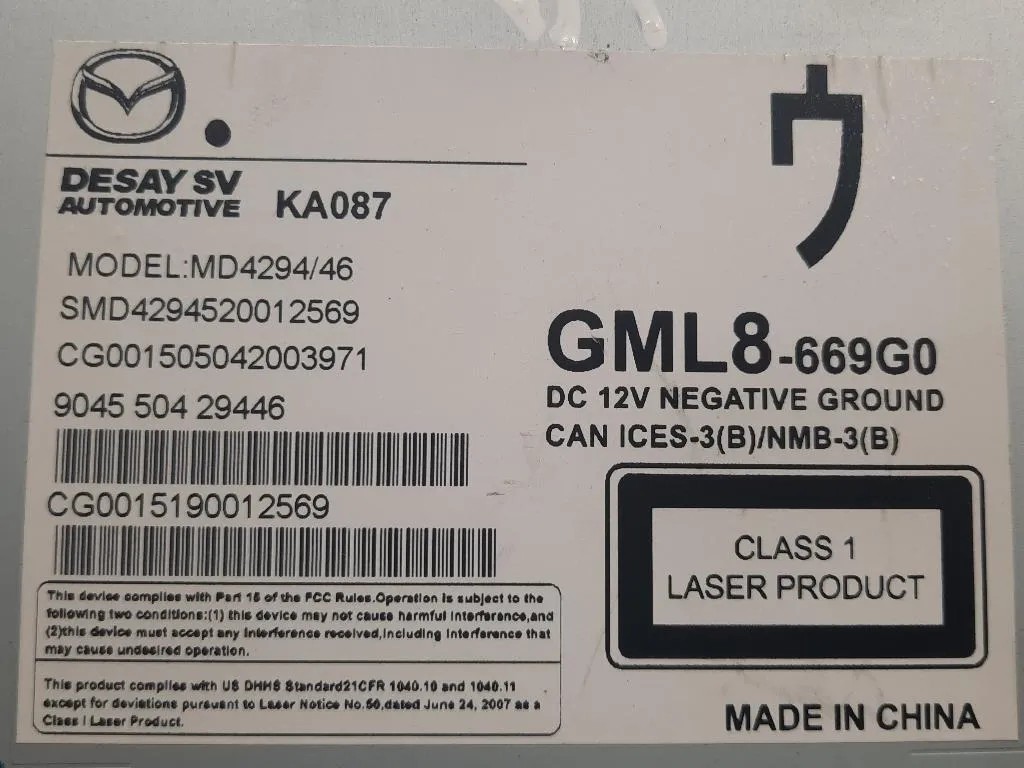 DESAY SV
AUTOMOTIVE KA087
MODEL:MD4294/46
SMD4294520012569
CG001505042003971
9045 504 29446
CG0015190012569
This device complies with Part 15 of the FCC Rules.Operation is subject to the
following two conditions:(1) this device may not cause harmful interference,and
(2)this device must accept any interference received,including interference that
may cause undesired operation.
This product complies with US DHHS Standard21CFR 1040.10 and 1040.11
except for deviations pursuant to Laser Notice No.50,dated June 24, 2007 as a
Class I Laser Product.
ウ
GML8-669G0
DC 12V NEGATIVE GROUND
CAN ICES-3(B)/NMB-3(B)
CLASS 1
LASER PRODUCT
MADE IN CHINA